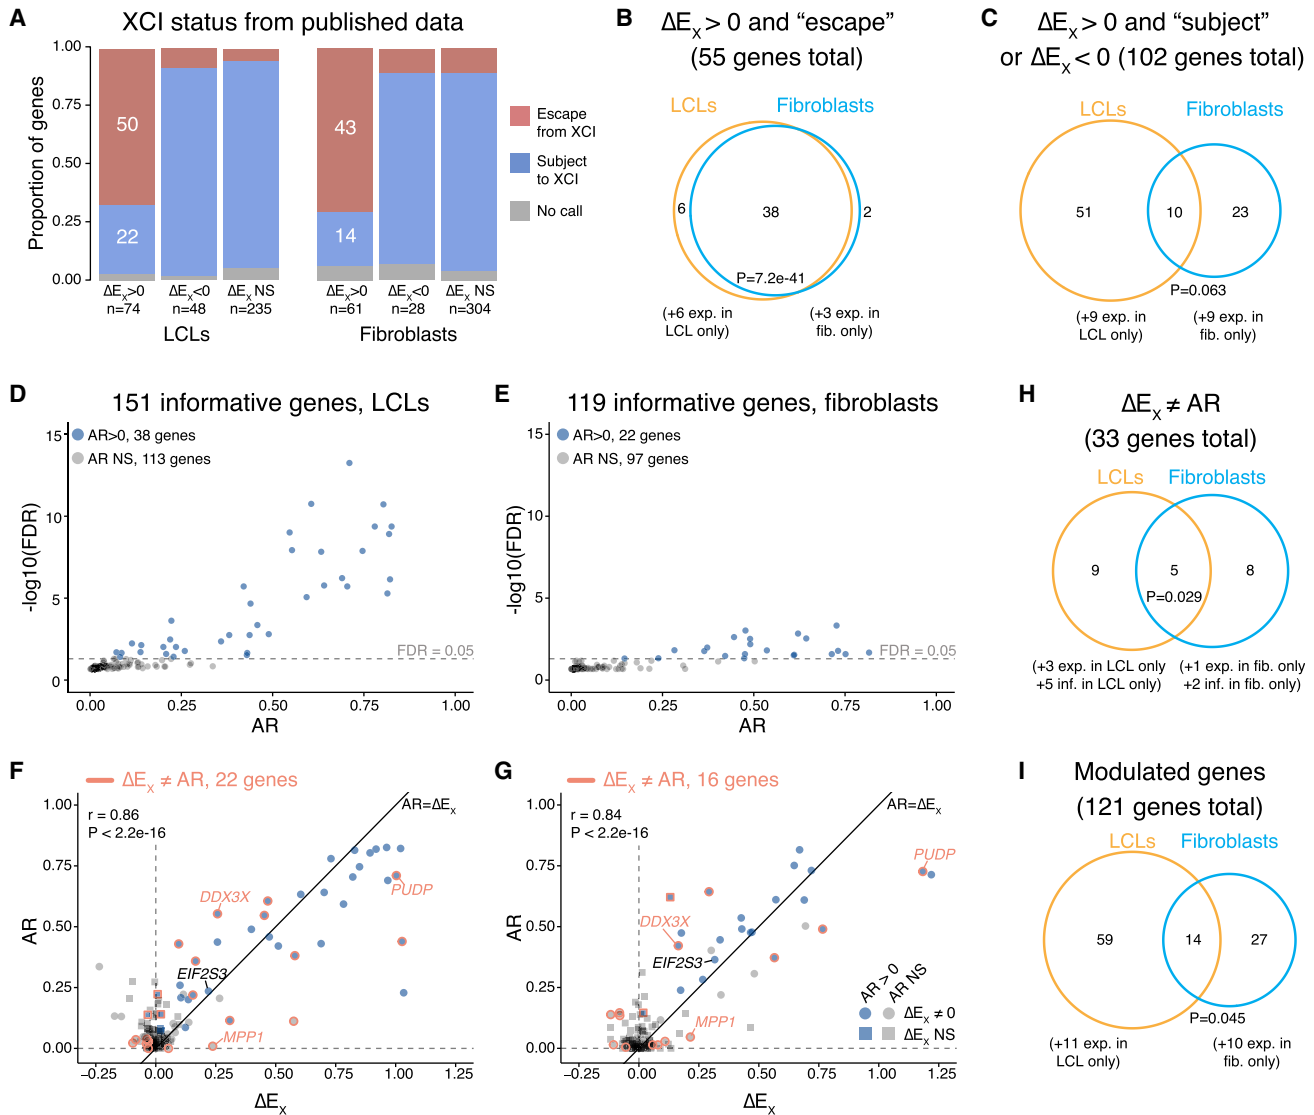 A
XCI status from published data
Proportion of genes
1.00
0.75
0.50
0.25
0.00
50
22
43
14
ΔEX>0
n=74
ΔEX<0
n=48
ΔEX NS
n=235
LCLs
ΔEX>0
n=61
ΔEX<0
n=28
ΔEX NS
n=304
Fibroblasts
Escape
from XCI
Subject
to XCI
No call
B
ΔEX > 0 and “escape”
(55 genes total)
LCLs
Fibroblasts
6
38
2
P=7.2e-41
(+6 exp. in
LCL only)
(+3 exp. in
fib. only)
C
ΔEX > 0 and “subject”
or ΔEX < 0 (102 genes total)
LCLs
Fibroblasts
51
10
23
P=0.063
(+9 exp. in
LCL only)
(+9 exp. in
fib. only)
D
151 informative genes, LCLs
AR>0, 38 genes
AR NS, 113 genes
-log10(FDR)
15
10
5
0
FDR = 0.05
0.00
0.25
0.50
0.75
1.00
AR
E
119 informative genes, fibroblasts
AR>0, 22 genes
AR NS, 97 genes
-log10(FDR)
15
10
5
0
FDR = 0.05
0.00
0.25
0.50
0.75
1.00
AR
H
ΔEX ≠ AR
(33 genes total)
LCLs
Fibroblasts
9
5
8
P=0.029
(+3 exp. in LCL only
+5 inf. in LCL only)
(+1 exp. in fib. only
+2 inf. in fib. only)
F
ΔEX ≠ AR, 22 genes
r = 0.86
P < 2.2e-16
AR=ΔEX
DDX3X
PUDP
EIF2S3
MPP1
AR
1.00
0.75
0.50
0.25
0.00
−0.25
0.00
0.25
0.50
0.75
1.00
1.25
ΔEX
G
ΔEX ≠ AR, 16 genes
r = 0.84
P < 2.2e-16
AR=ΔEX
PUDP
DDX3X
EIF2S3
MPP1
AR > 0
AR NS
ΔEX ≠ 0
ΔEX NS
AR
1.00
0.75
0.50
0.25
0.00
−0.25
0.00
0.25
0.50
0.75
1.00
1.25
ΔEX
I
Modulated genes
(121 genes total)
LCLs
Fibroblasts
59
14
27
P=0.045
(+11 exp. in
LCL only)
(+10 exp. in
fib. only)